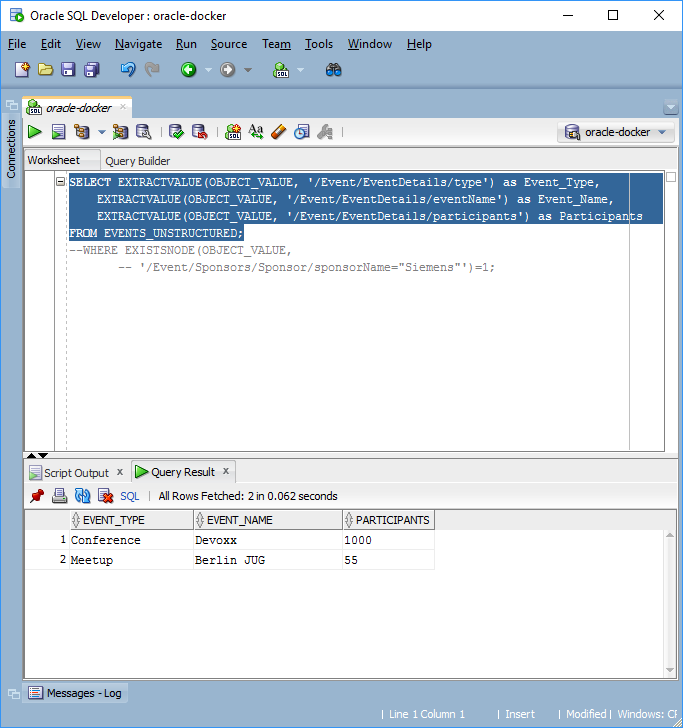 Oracle SQL Developer : oracle-docker
File Edit View Navigate Run Source Team Tools Window Help
Connections
oracle-docker
oracle-docker
Worksheet Query Builder
SELECT EXTRACTVALUE(OBJECT_VALUE, '/Event/EventDetails/type') as Event_Type,
EXTRACTVALUE(OBJECT_VALUE, '/Event/EventDetails/eventName') as Event_Name,
EXTRACTVALUE(OBJECT_VALUE, '/Event/EventDetails/participants') as Participants
FROM EVENTS_UNSTRUCTURED;
--WHERE EXISTSNODE(OBJECT_VALUE,
-- '/Event/Sponsors/Sponsor/sponsorName="Siemens"')=1;
Script Output x Query Result x
SQL | All Rows Fetched: 2 in 0.062 seconds
EVENT_TYPE EVENT_NAME PARTICIPANTS
1 Conference Devoxx 1000
2 Meetup Berlin JUG 55
Messages - Log
| Line 1 Column 1 | Insert | Modified | Windows: